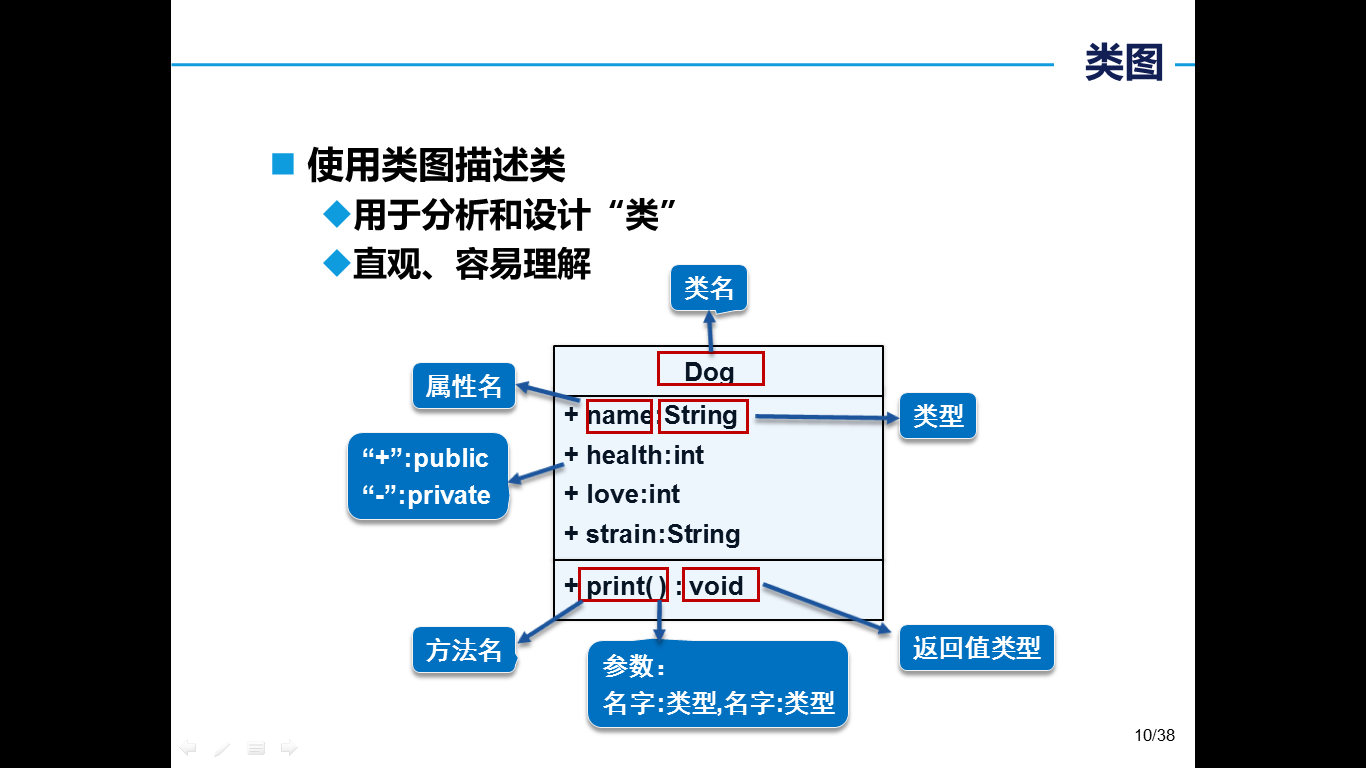 类图
使用类图描述类
用于分析和设计“类”
直观、容易理解
类名
Dog
属性名
+ name:String
类型
“+”:public
“-”:private
+ health:int
+ love:int
+ strain:String
+ print() : void
方法名
参数：
名字:类型,名字:类型
返回值类型
10/38